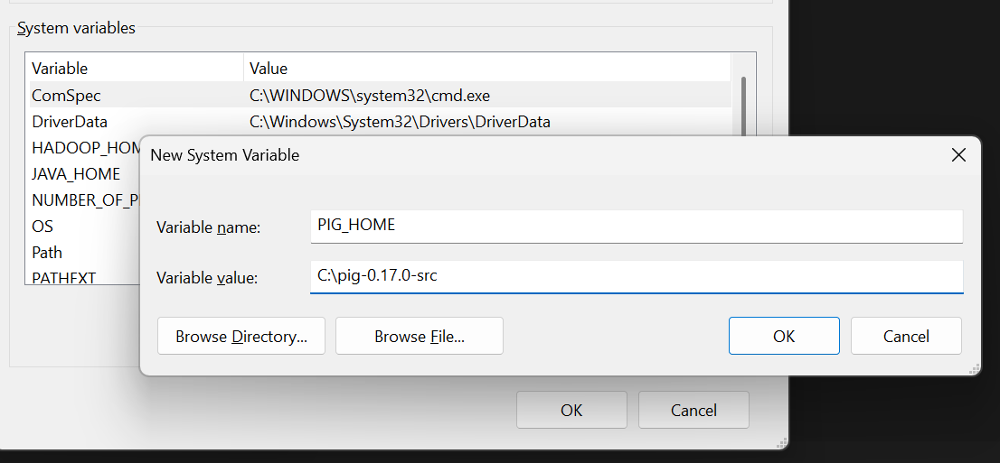 System variables
Variable Value
ComSpec C:\WINDOWS\system32\cmd.exe
DriverData C:\Windows\System32\Drivers\DriverData
HADOOP_HOM
New System Variable
JAVA_HOME
NUMBER_OF_P
OS
Variable name: PIG_HOME
Path
PATHEXT
Variable value: C:\pig-0.17.0-src
Browse Directory... Browse File... OK Cancel
OK Cancel